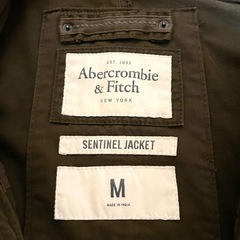 EST. 1892
Abercrombie
& Fitch
NEW YORK
SENTINEL JACKET
M
MADE IN INDIA